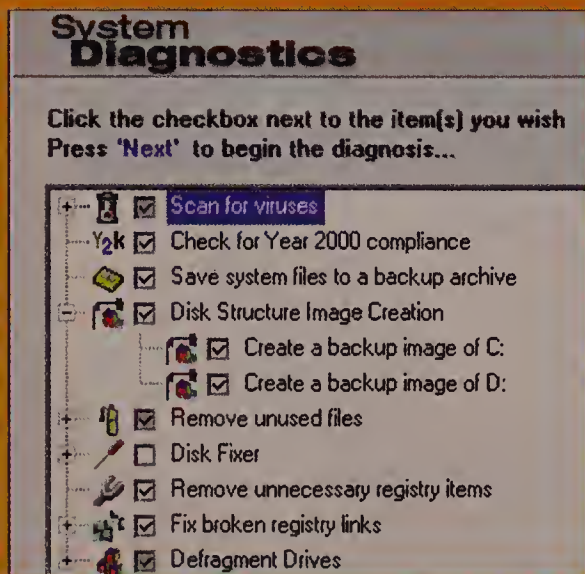 System
Diagnostics
Click the checkbox next to the item(s) you wish
Press 'Next' to begin the diagnosis...
Scan for viruses
Y2k Check for Year 2000 compliance
Save system files to a backup archive
Disk Structure Image Creation
Create a backup image of C:
Create a backup image of D:
Remove unused files
Disk Fixer
Remove unnecessary registry items
Fix broken registry links
Defragment Drives